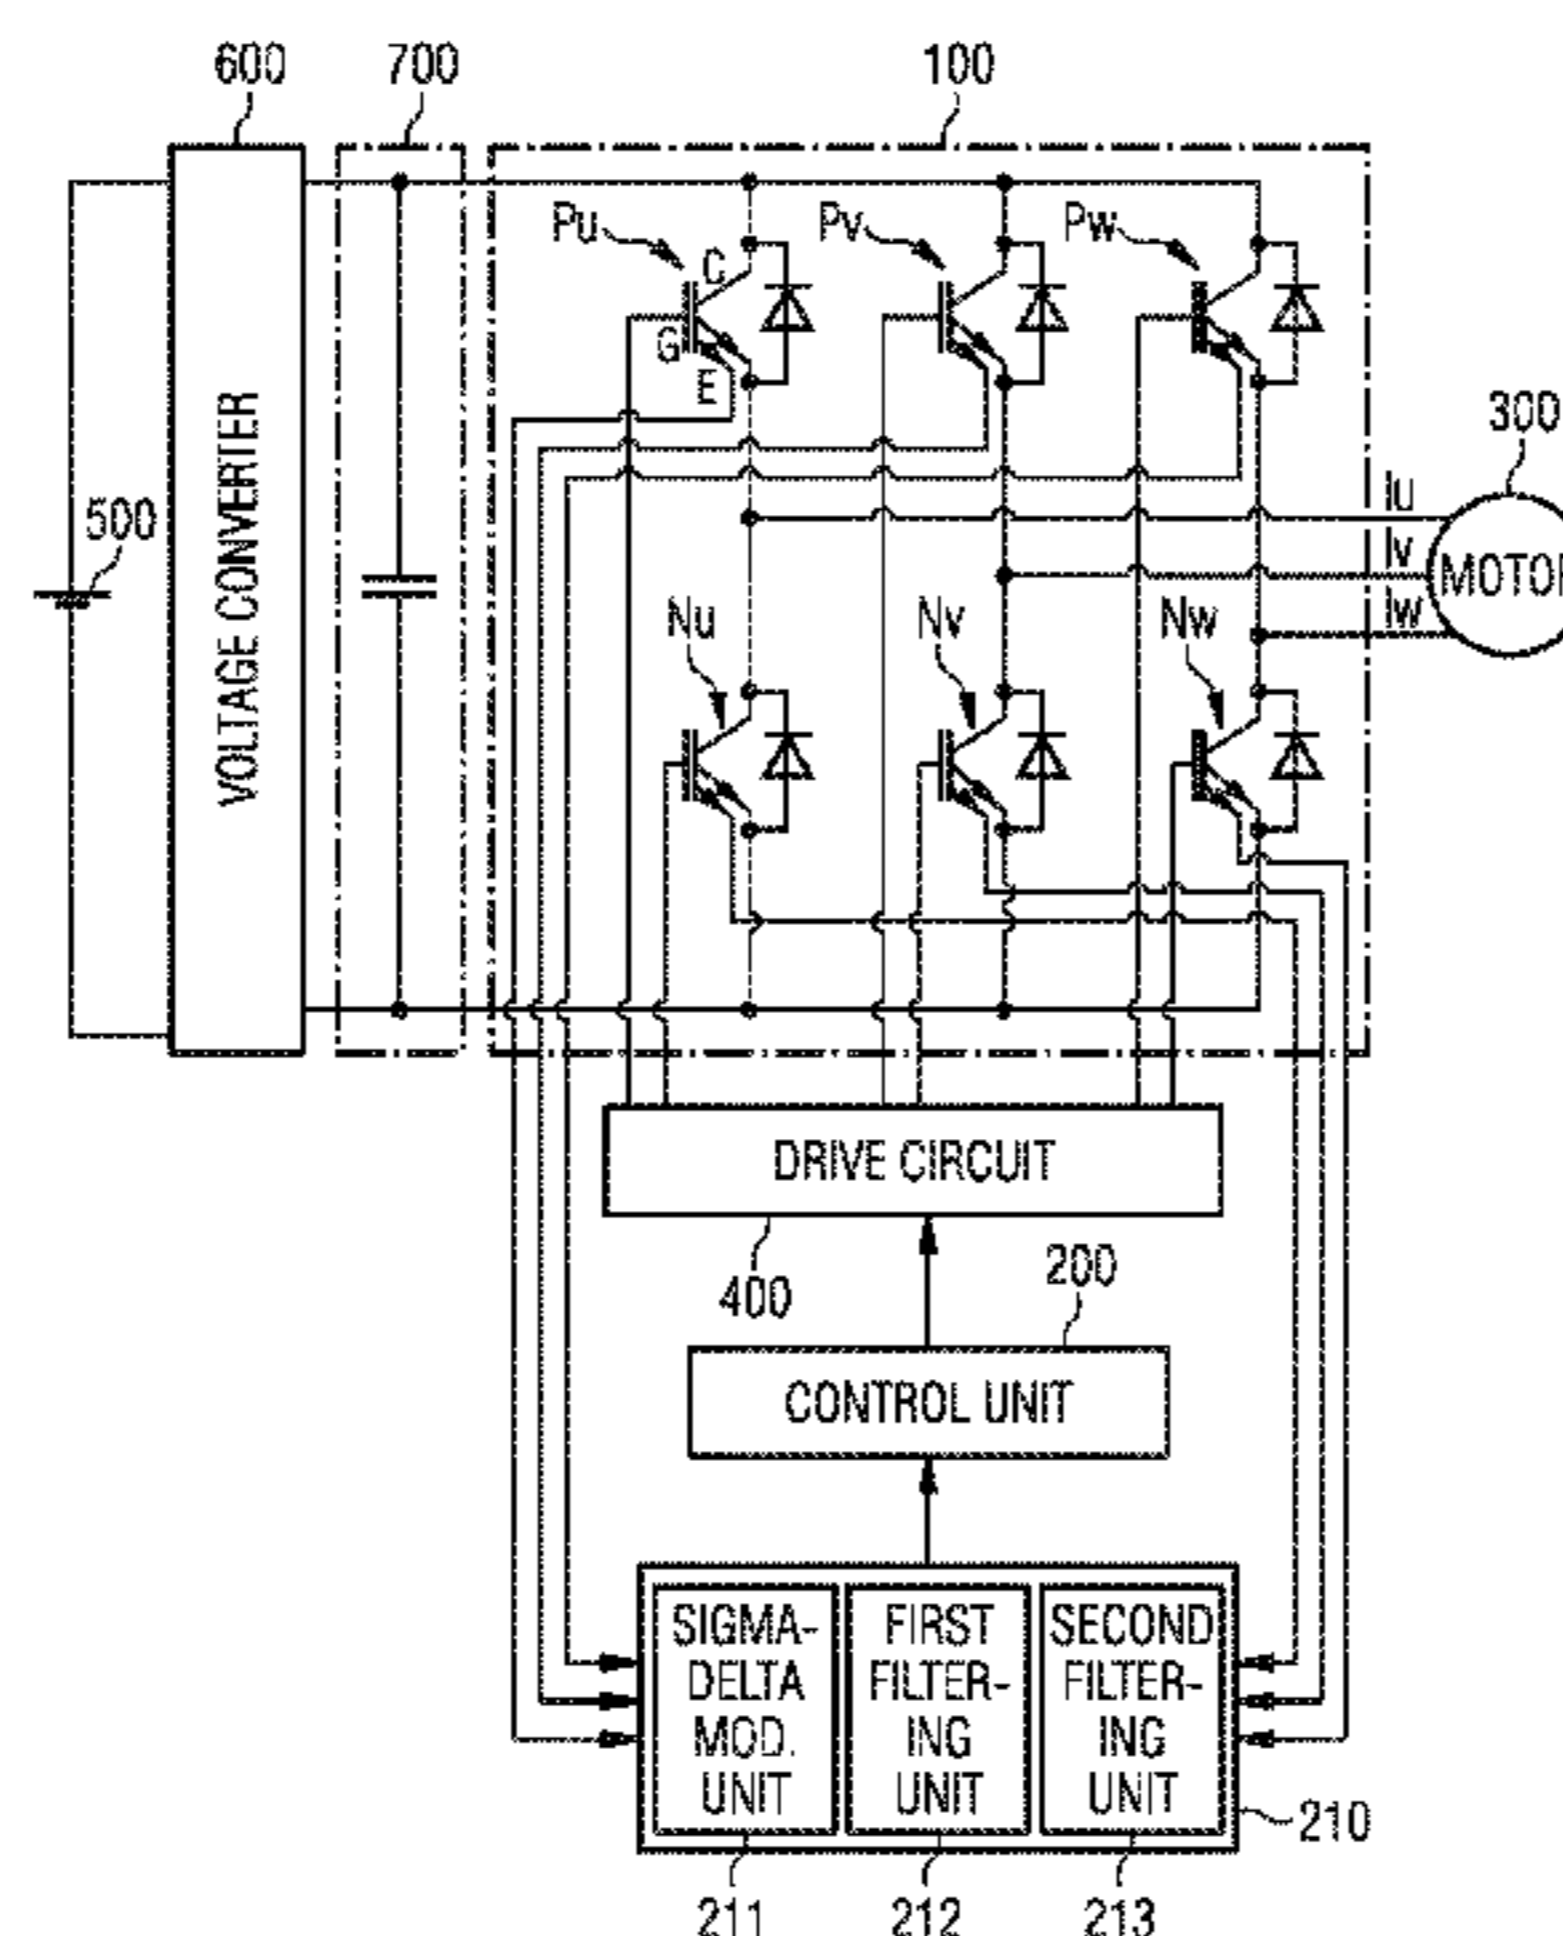 600
700
100
Pu
Pv
Pw
C
G
E
300
500
VOLTAGE CONVERTER
Iu
Iv
Iw
MOTOR
Nu
Nv
Nw
DRIVE CIRCUIT
400
200
CONTROL UNIT
SIGMA-
DELTA
MOD.
UNIT
FIRST
FILTER-
ING
UNIT
SECOND
FILTER-
ING
UNIT
210
211
212
213